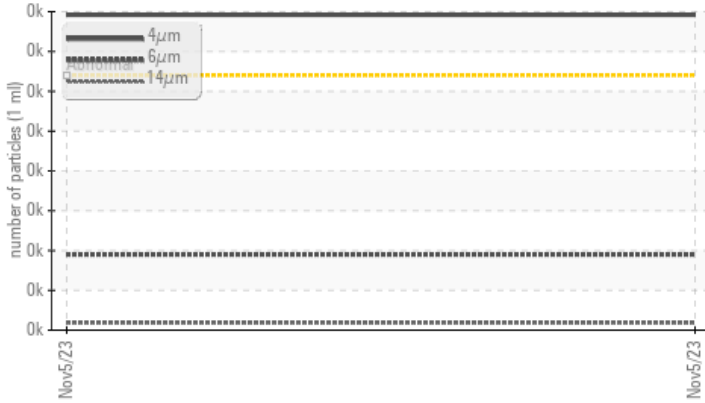 0k
4μm
0k
6μm
Abnormal
14μm
0k
0k
0k
0k
0k
0k
0k
number of particles (1 ml)
Nov5/23
Nov5/23